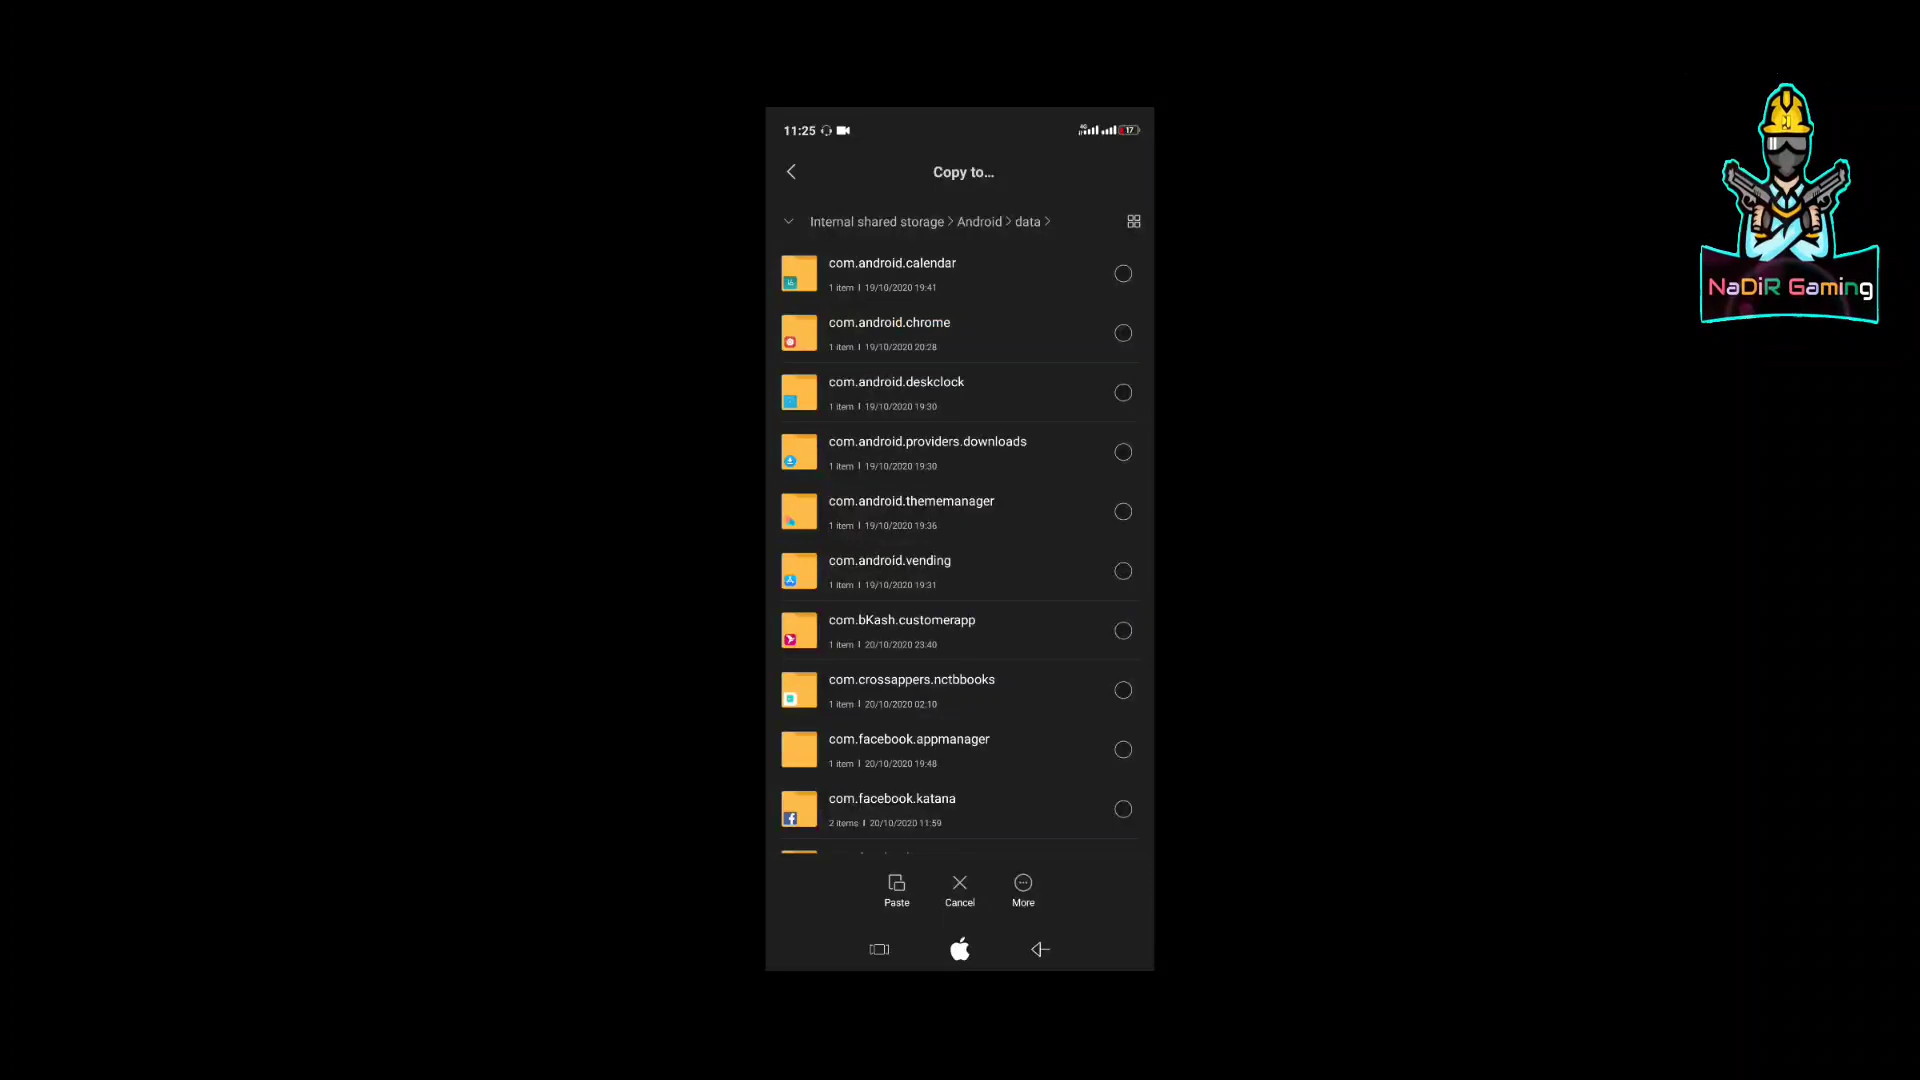 11:25
4G
17
Copy to...
Internal shared storage > Android > data >
com.android.calendar
1 item | 19/10/2020 19:41
com.android.chrome
1 item | 19/10/2020 20:28
com.android.deskclock
1 item | 19/10/2020 19:30
com.android.providers.downloads
1 item | 19/10/2020 19:30
com.android.thememanager
1 item | 19/10/2020 19:36
com.android.vending
1 item | 19/10/2020 19:31
com.bKash.customerapp
1 item | 20/10/2020 23:40
com.crossappers.nctbbooks
1 item | 20/10/2020 02:10
com.facebook.appmanager
1 item | 20/10/2020 19:48
com.facebook.katana
2 items | 20/10/2020 11:59
Paste
Cancel
More
NaDiR Gaming